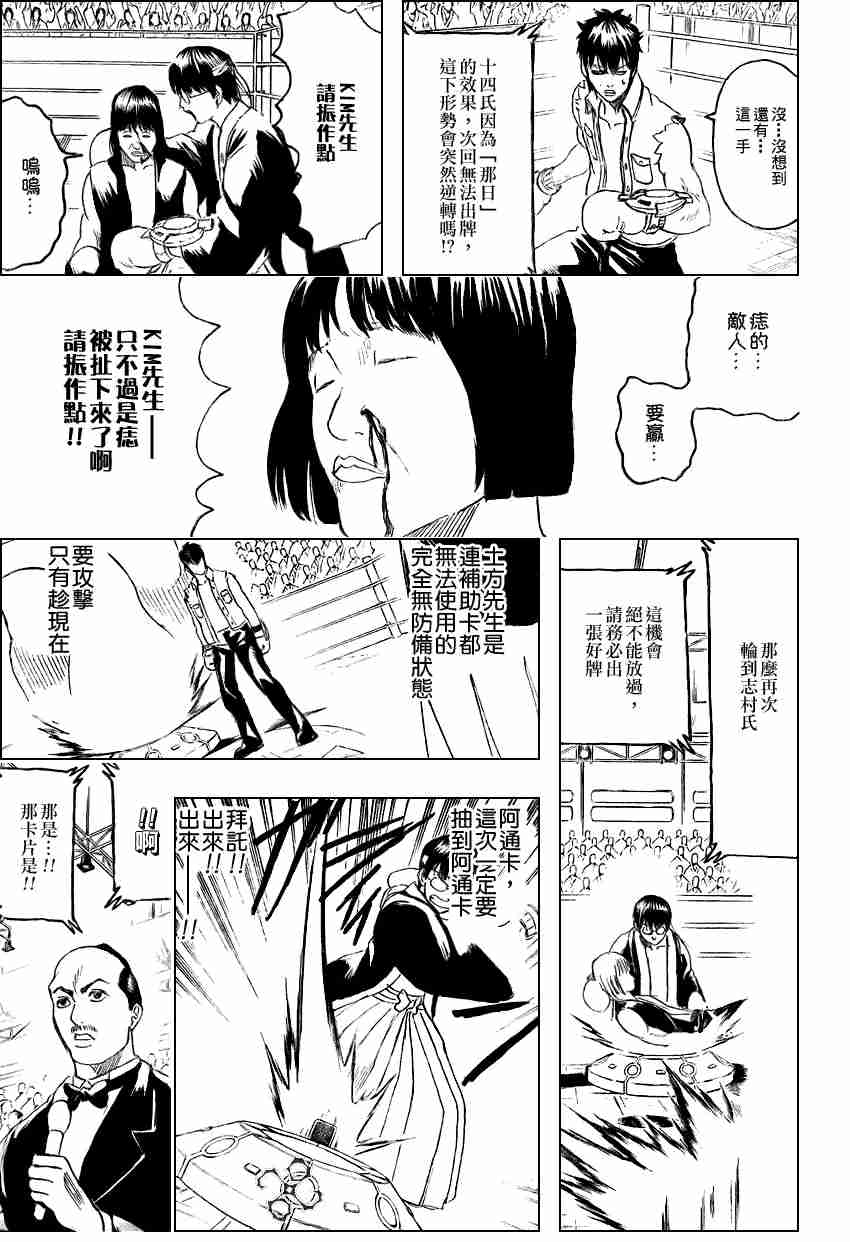 沒…沒想到
還有…
這一手
十四氏因為「那日」
的效果，次回無法出牌，
這下形勢會突然逆轉嗎!?
KIM先生
請振作點
嗚嗚…
痣的…
敵人…
要贏…
KIM先生——
只不過是痣
被扯下來了啊
請振作點!!
那麼再次
輪到志村氏
這機會
絕不能放過，
請務必出
一張好牌
土方先生是
連補助卡都
無法使用的
完全無防備狀態
要攻擊
只有趁現在
阿通卡，
這次一定要
抽到阿通卡
拜託!!
出來!!
出來——!!
!!啊
那是…!!
那卡片是!!